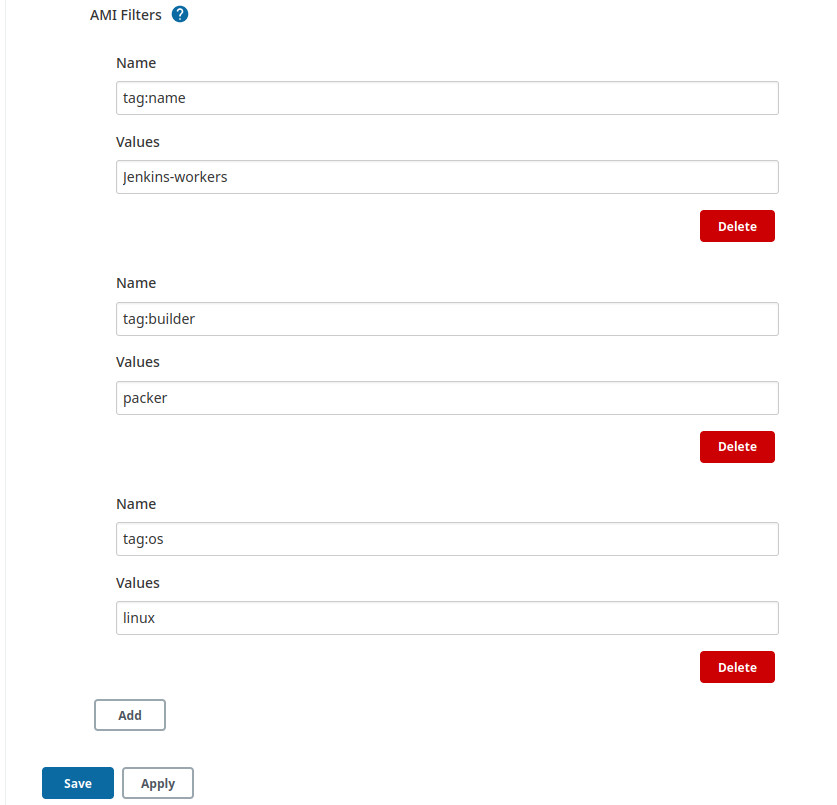 AMI Filters ?
Name
tag:name
Values
Jenkins-workers
Delete
Name
tag:builder
Values
packer
Delete
Name
tag:os
Values
linux
Delete
Add
Save Apply